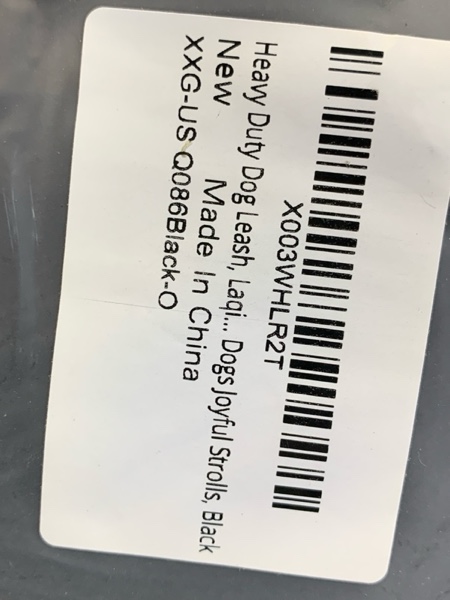 X003WHLR2T
Heavy Duty Dog Leash, Laqi... Dogs Joyful Strolls, Black
New Made In China
XXG-US Q086Black-O